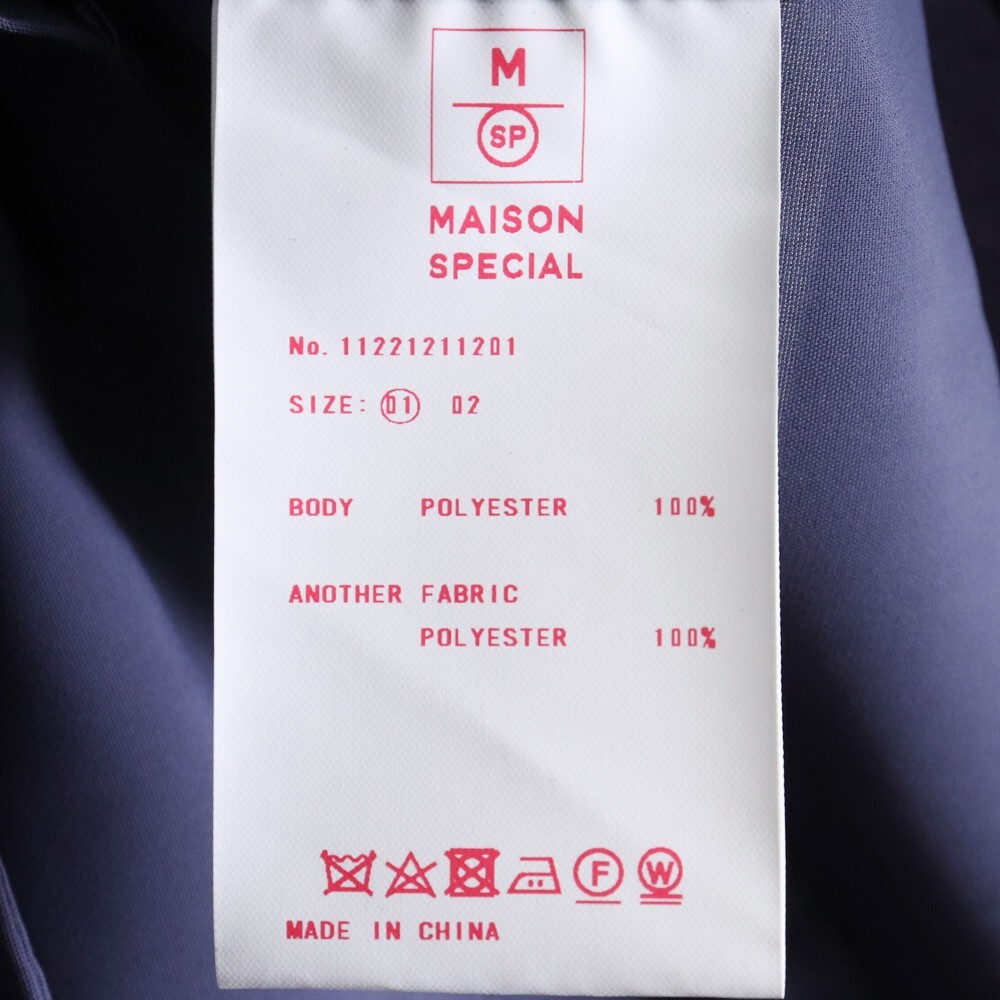 M
SP
MAISON
SPECIAL
No. 11221211201
SIZE: 01 02
BODY POLYESTER 100%
ANOTHER FABRIC
POLYESTER 100%
F W
MADE IN CHINA